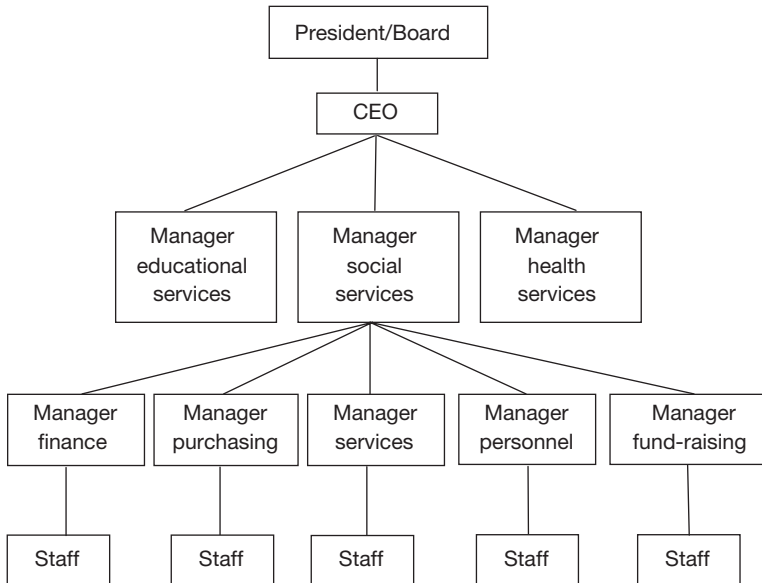 President/Board
CEO
Manager
educational
services
Manager
social
services
Manager
health
services
Manager
finance
Manager
purchasing
Manager
services
Manager
personnel
Manager
fund-raising
Staff
Staff
Staff
Staff
Staff